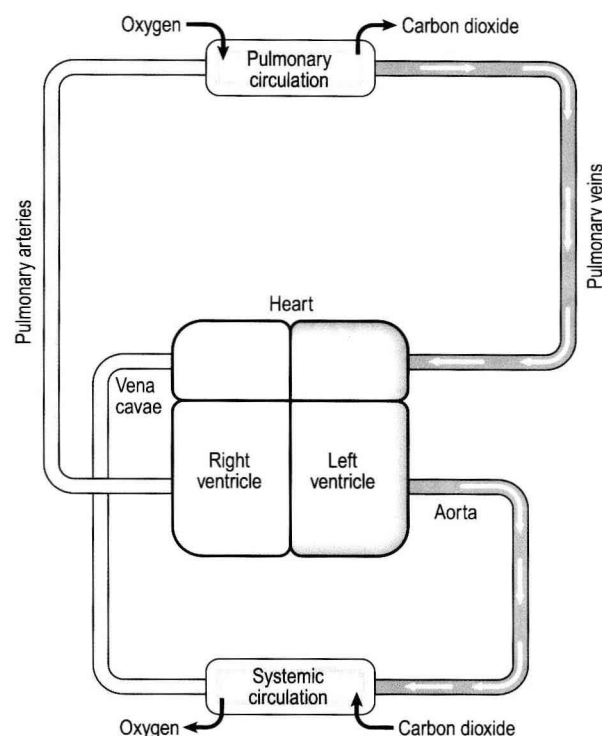 Oxygen
Carbon dioxide
Pulmonary
circulation
Pulmonary arteries
Pulmonary veins
Heart
Vena
cavae
Right
ventricle
Left
ventricle
Aorta
Systemic
circulation
Oxygen
Carbon dioxide